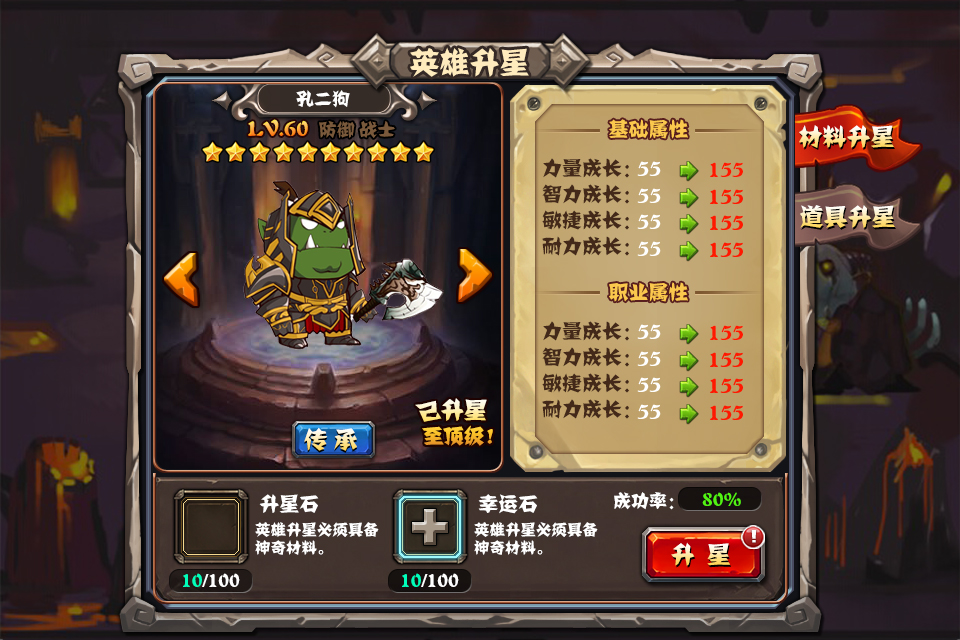 英雄升星
孔二狗
LV.60 防御 战士
已升星
至顶级!
传承
基础属性
力量成长: 55 155
智力成长: 55 155
敏捷成长: 55 155
耐力成长: 55 155
职业属性
力量成长: 55 155
智力成长: 55 155
敏捷成长: 55 155
耐力成长: 55 155
材料升星
道具升星
升星石
英雄升星必须具备
神奇材料。
10/100
幸运石
英雄升星必须具备
神奇材料。
10/100
成功率: 80%
升星
!